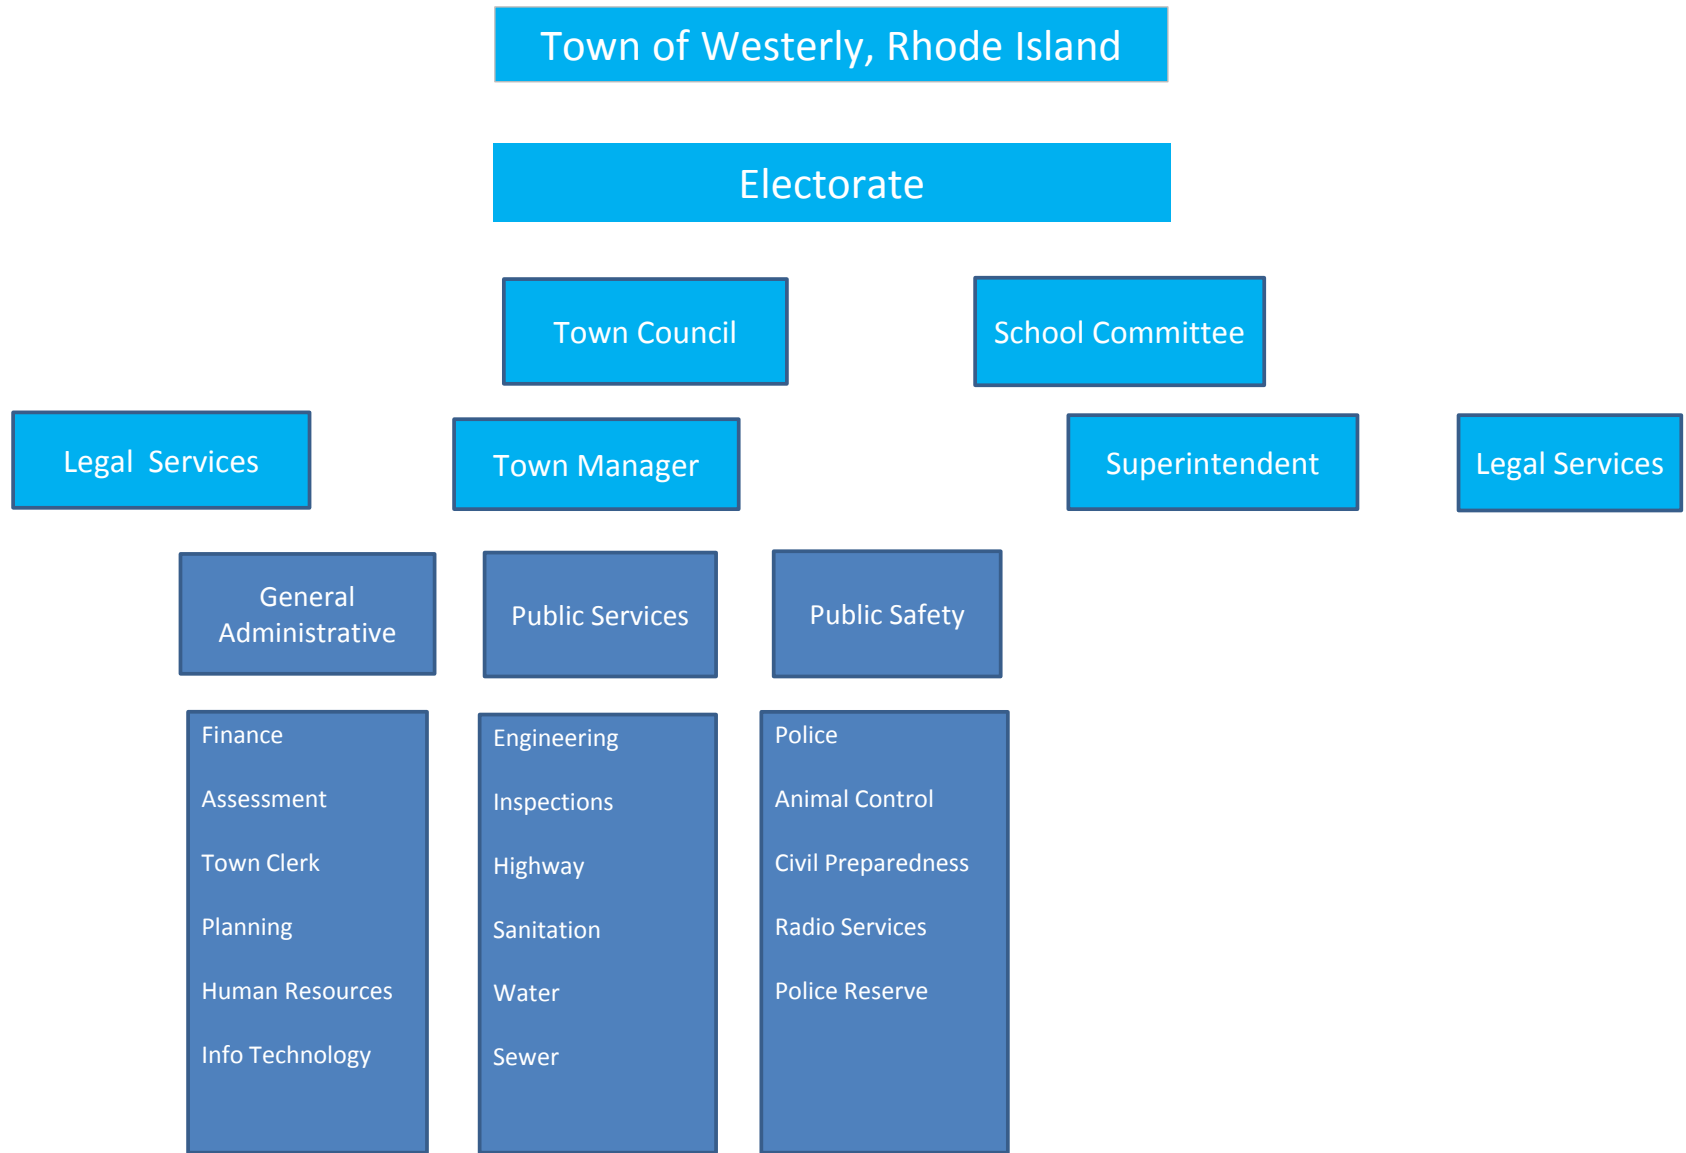 Town of Westerly, Rhode Island
Electorate
Town Council
School Committee
Legal  Services
Town Manager
Superintendent
Legal Services
General
Administrative
Public Services
Public Safety
Finance
Assessment
Town Clerk
Planning
Human Resources
Info Technology
Engineering
Inspections
Highway
Sanitation
Water
Sewer
Police
Animal Control
Civil Preparedness
Radio Services
Police Reserve